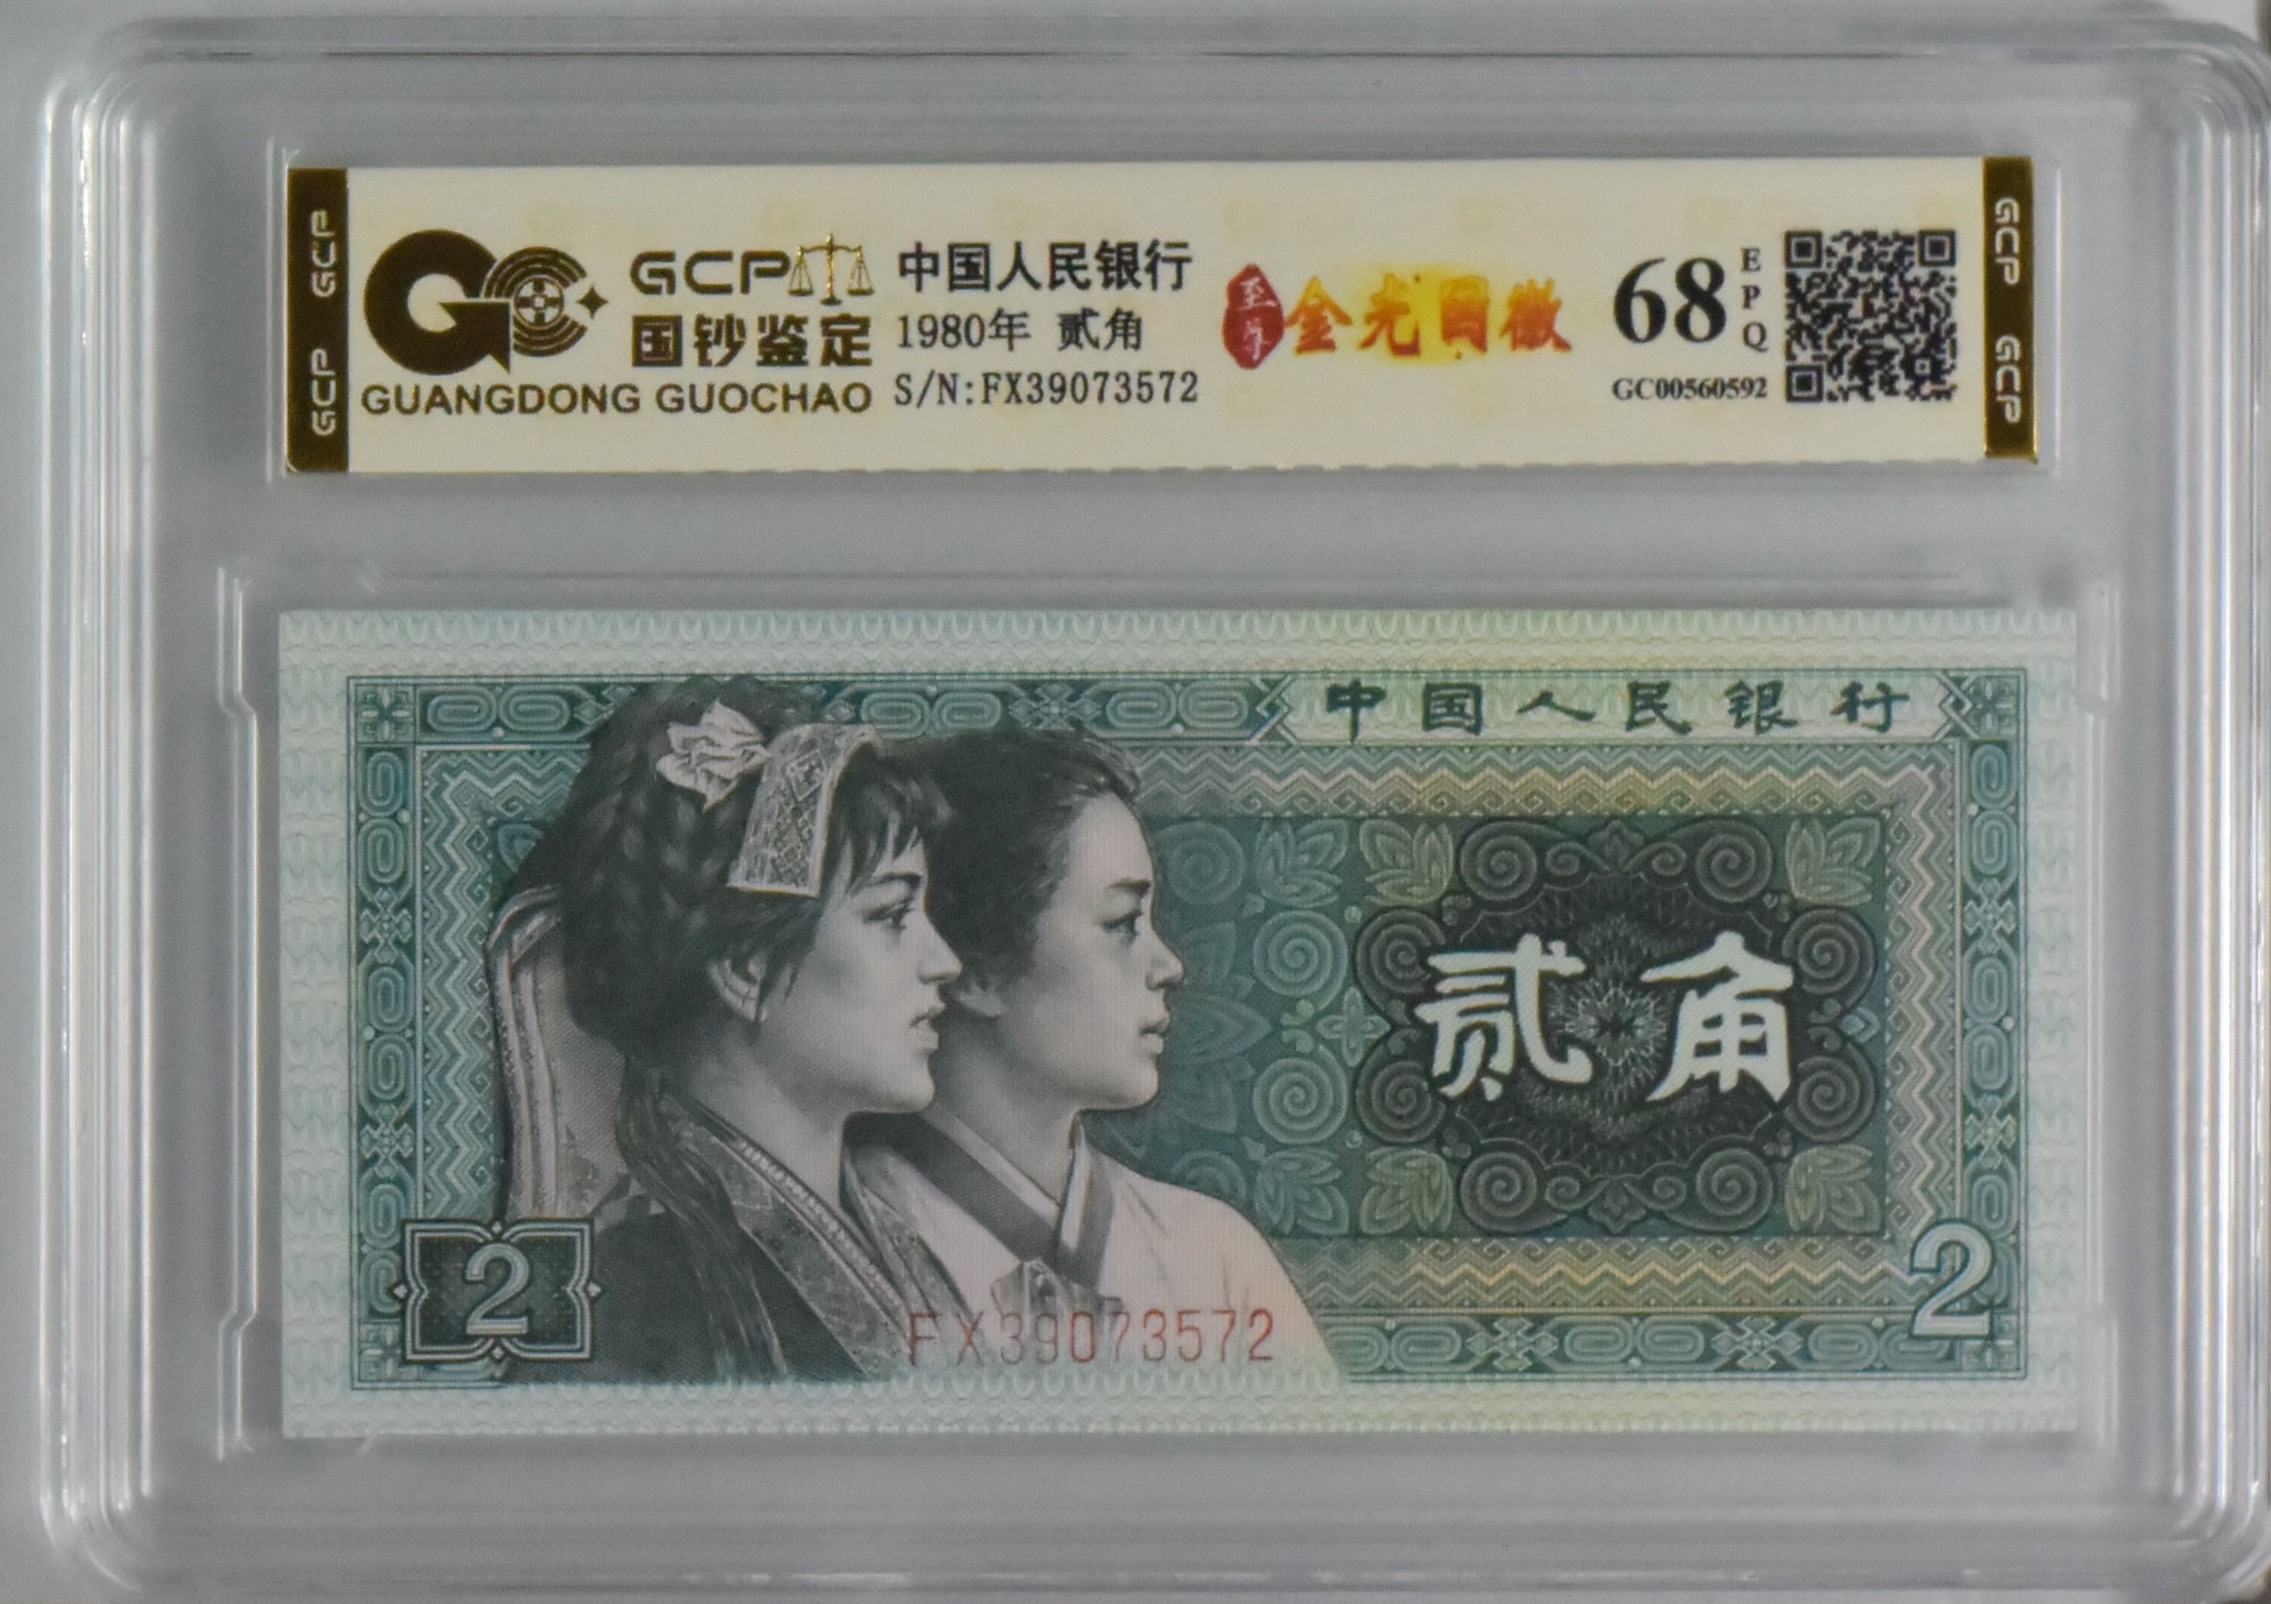 GCP GCP
GCP
国钞鉴定
GUANGDONG GUOCHAO
中国人民银行
1980年 贰角
S/N:FX39073572
至尊
金光国徽
68
EPQ
GC00560592
GCP GCP
中国人民银行
贰角
2
FX39073572
2